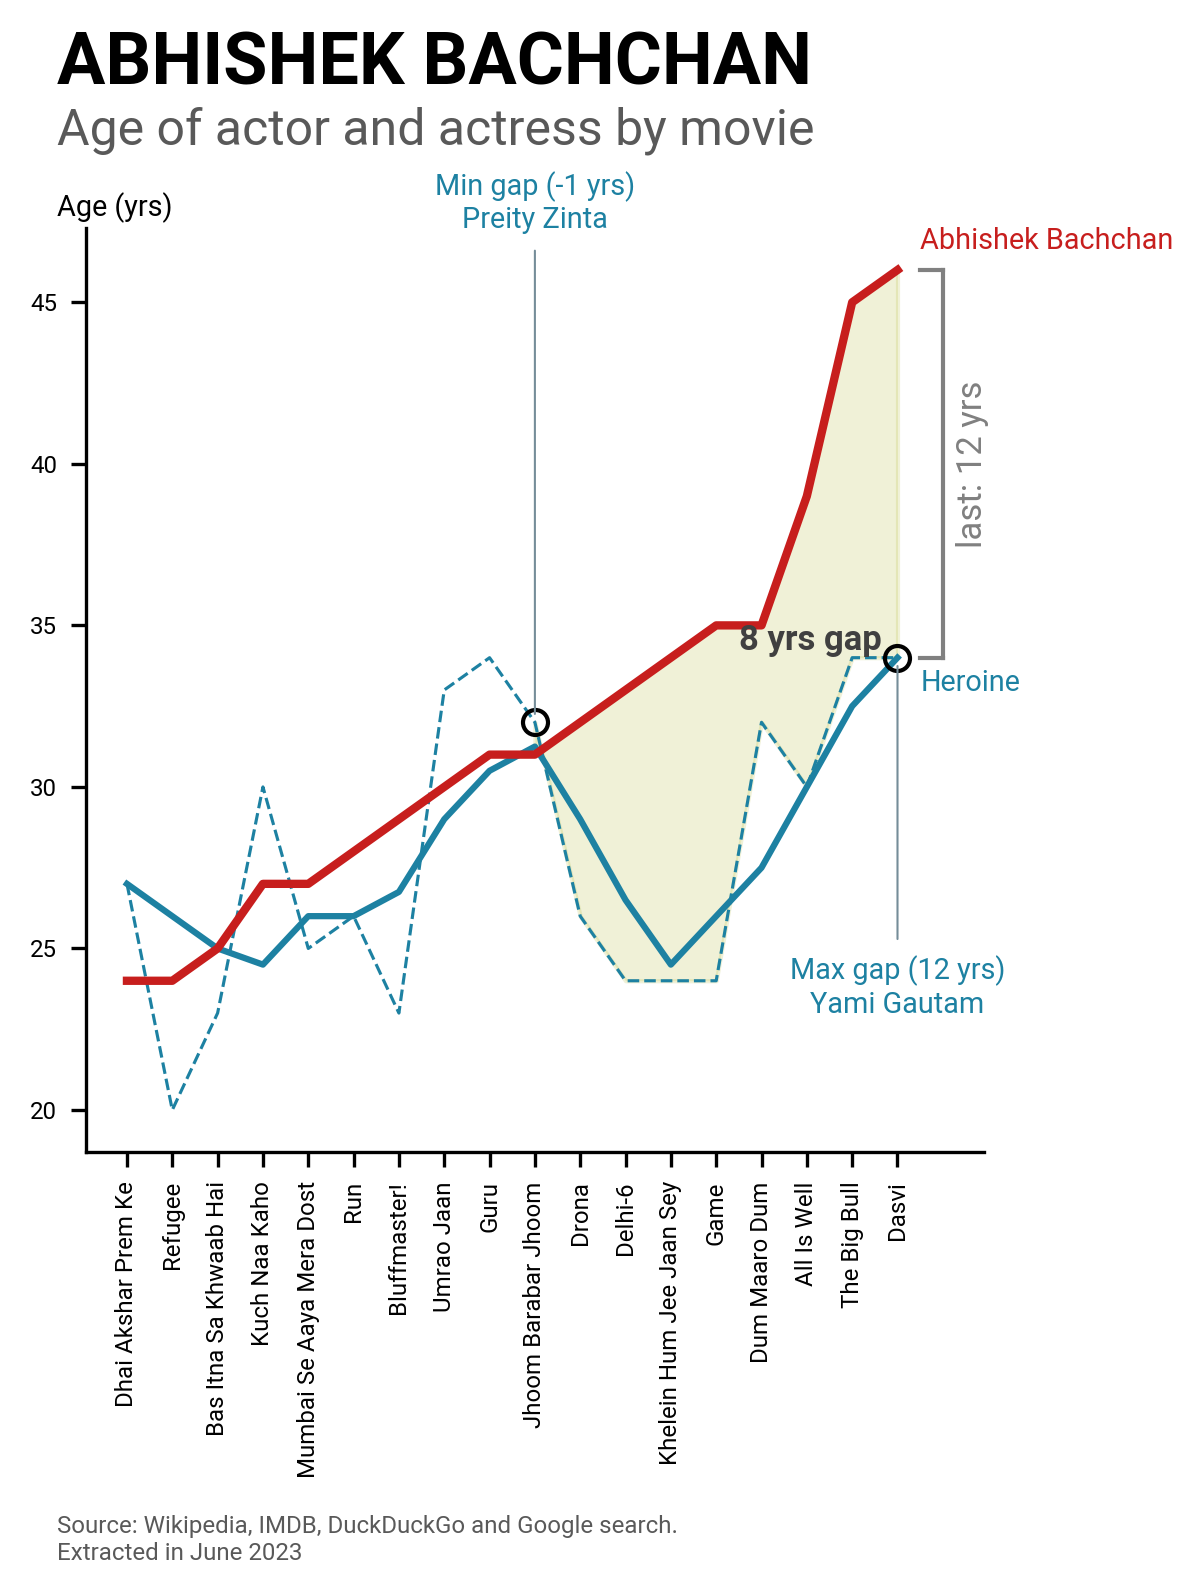 ABHISHEK BACHCHAN
Age of actor and actress by movie
Min gap (-1 yrs)
Preity Zinta
Age (yrs)
Abhishek Bachchan
45
40
35
30
25
20
last: 12 yrs
8 yrs gap
Heroine
Max gap (12 yrs)
Yami Gautam
Dhai Akshar Prem Ke
Refugee
Bas Itna Sa Khwaab Hai
Kuch Naa Kaho
Mumbai Se Aaya Mera Dost
Run
Bluffmaster!
Umrao Jaan
Guru
Jhoom Barabar Jhoom
Drona
Delhi-6
Khelein Hum Jee Jaan Sey
Game
Dum Maaro Dum
All Is Well
The Big Bull
Dasvi
Source: Wikipedia, IMDB, DuckDuckGo and Google search.
Extracted in June 2023